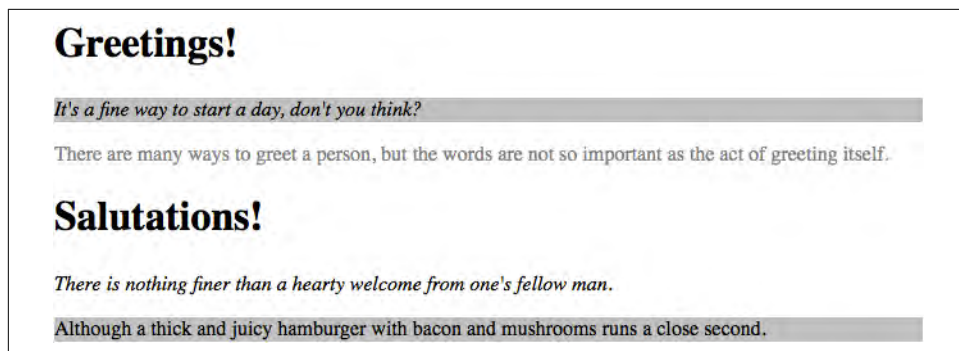 Greetings!
It's a fine way to start a day, don't you think?
There are many ways to greet a person, but the words are not so important as the act of greeting itself.
Salutations!
There is nothing finer than a hearty welcome from one's fellow man.
Although a thick and juicy hamburger with bacon and mushrooms runs a close second.